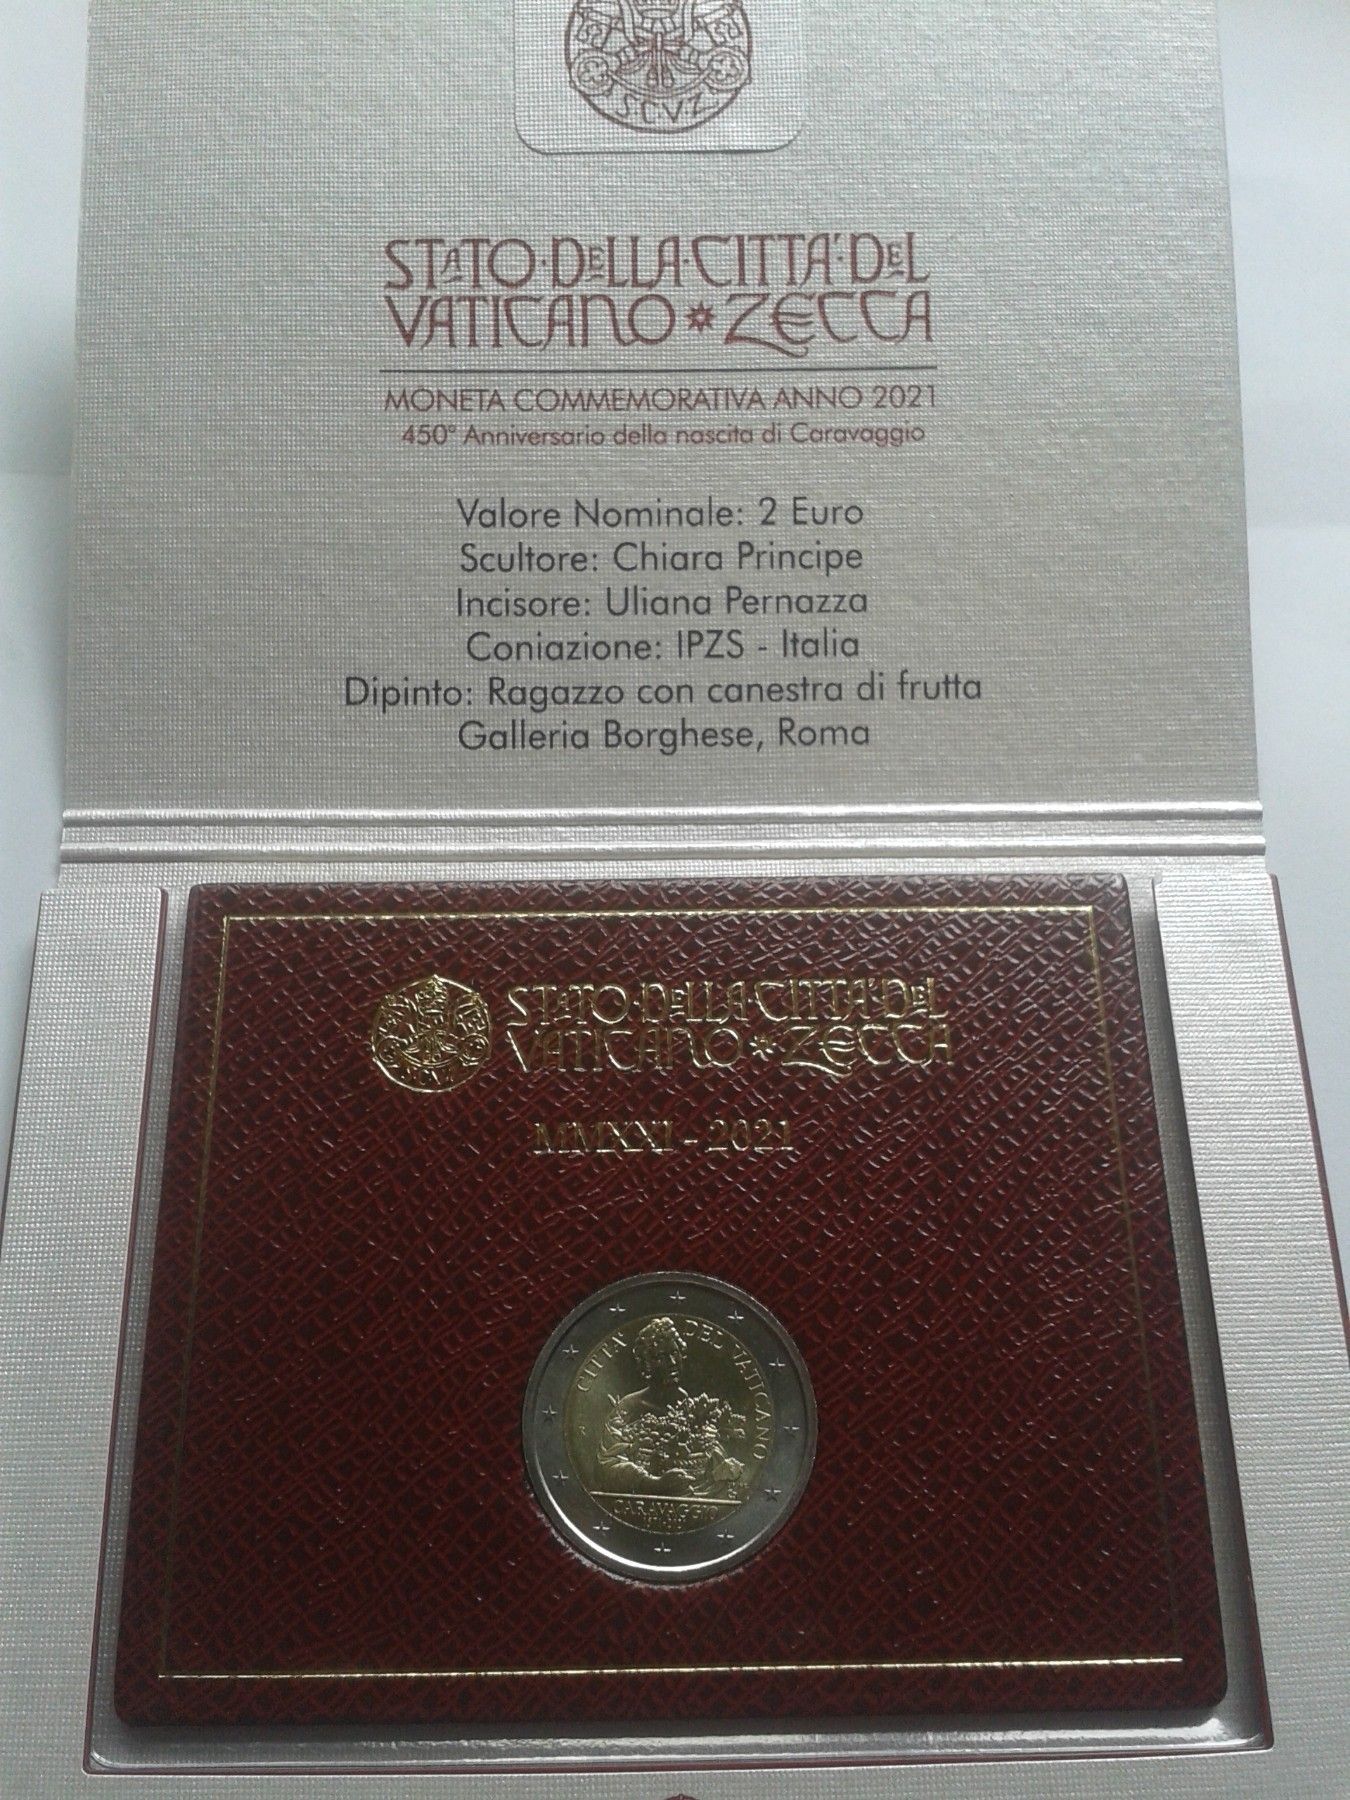 S.C.V.Z.
STATO·DELLA·CITTA'·DEL
VATICANO * ZECCA
MONETA COMMEMORATIVA ANNO 2021
450° Anniversario della nascita di Caravaggio
Valore Nominale: 2 Euro
Scultore: Chiara Principe
Incisore: Uliana Pernazza
Coniazione: IPZS - Italia
Dipinto: Ragazzo con canestra di frutta
Galleria Borghese, Roma
STATO·DELLA·CITTA'·DEL
VATICANO * ZECCA
MMXXI - 2021
CITTA' DEL VATICANO
CARAVAGGIO